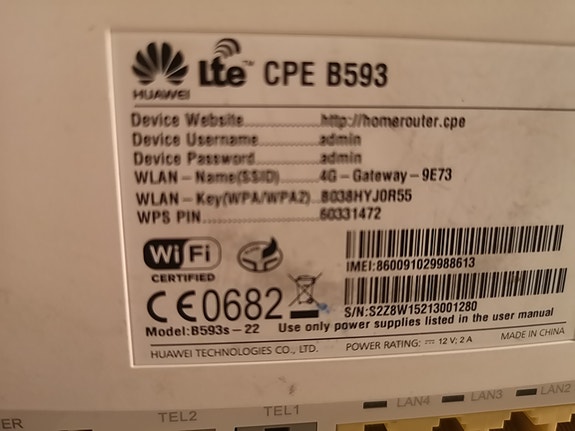 HUAWEI
Lte™ CPE B593
Device Website http://homerouter.cpe
Device Username admin
Device Password admin
WLAN-Name(SSID) 4G-Gateway-9E73
WLAN-Key(WPA/WPA2) 8038HYJ0R55
WPS PIN 60331472
WiFi
CERTIFIED
IMEI:860091029988613
CE0682
S/N:S2Z8W15213001280
Model:B593s-22 Use only power supplies listed in the user manual
HUAWEI TECHNOLOGIES CO., LTD. POWER RATING: ⎓ 12 V; 2 A MADE IN CHINA
TEL2 TEL1 LAN4 LAN3 LAN2